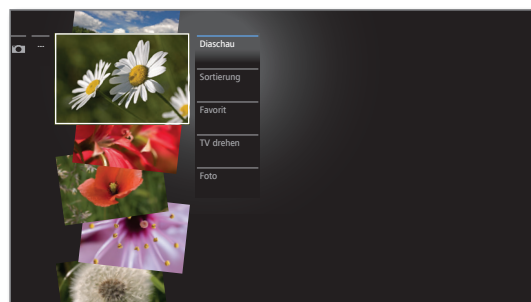 ...
Diaschau
Sortierung
Favorit
TV drehen
Foto